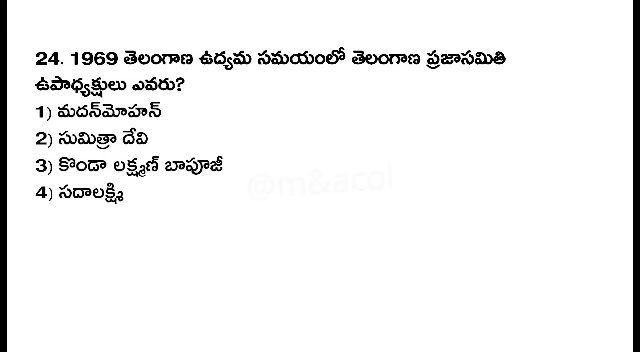 24. 1969 తెలంగాణ ఉద్యమ సమయంలో తెలంగాణ ప్రజాసమితి
ఉపాధ్యక్షులు ఎవరు?
1) మదన్‌మోహన్
2) సుమిత్రా దేవి
3) కొండా లక్ష్మణ్ బాపూజీ
4) సదాలక్ష్మి
@m&acol